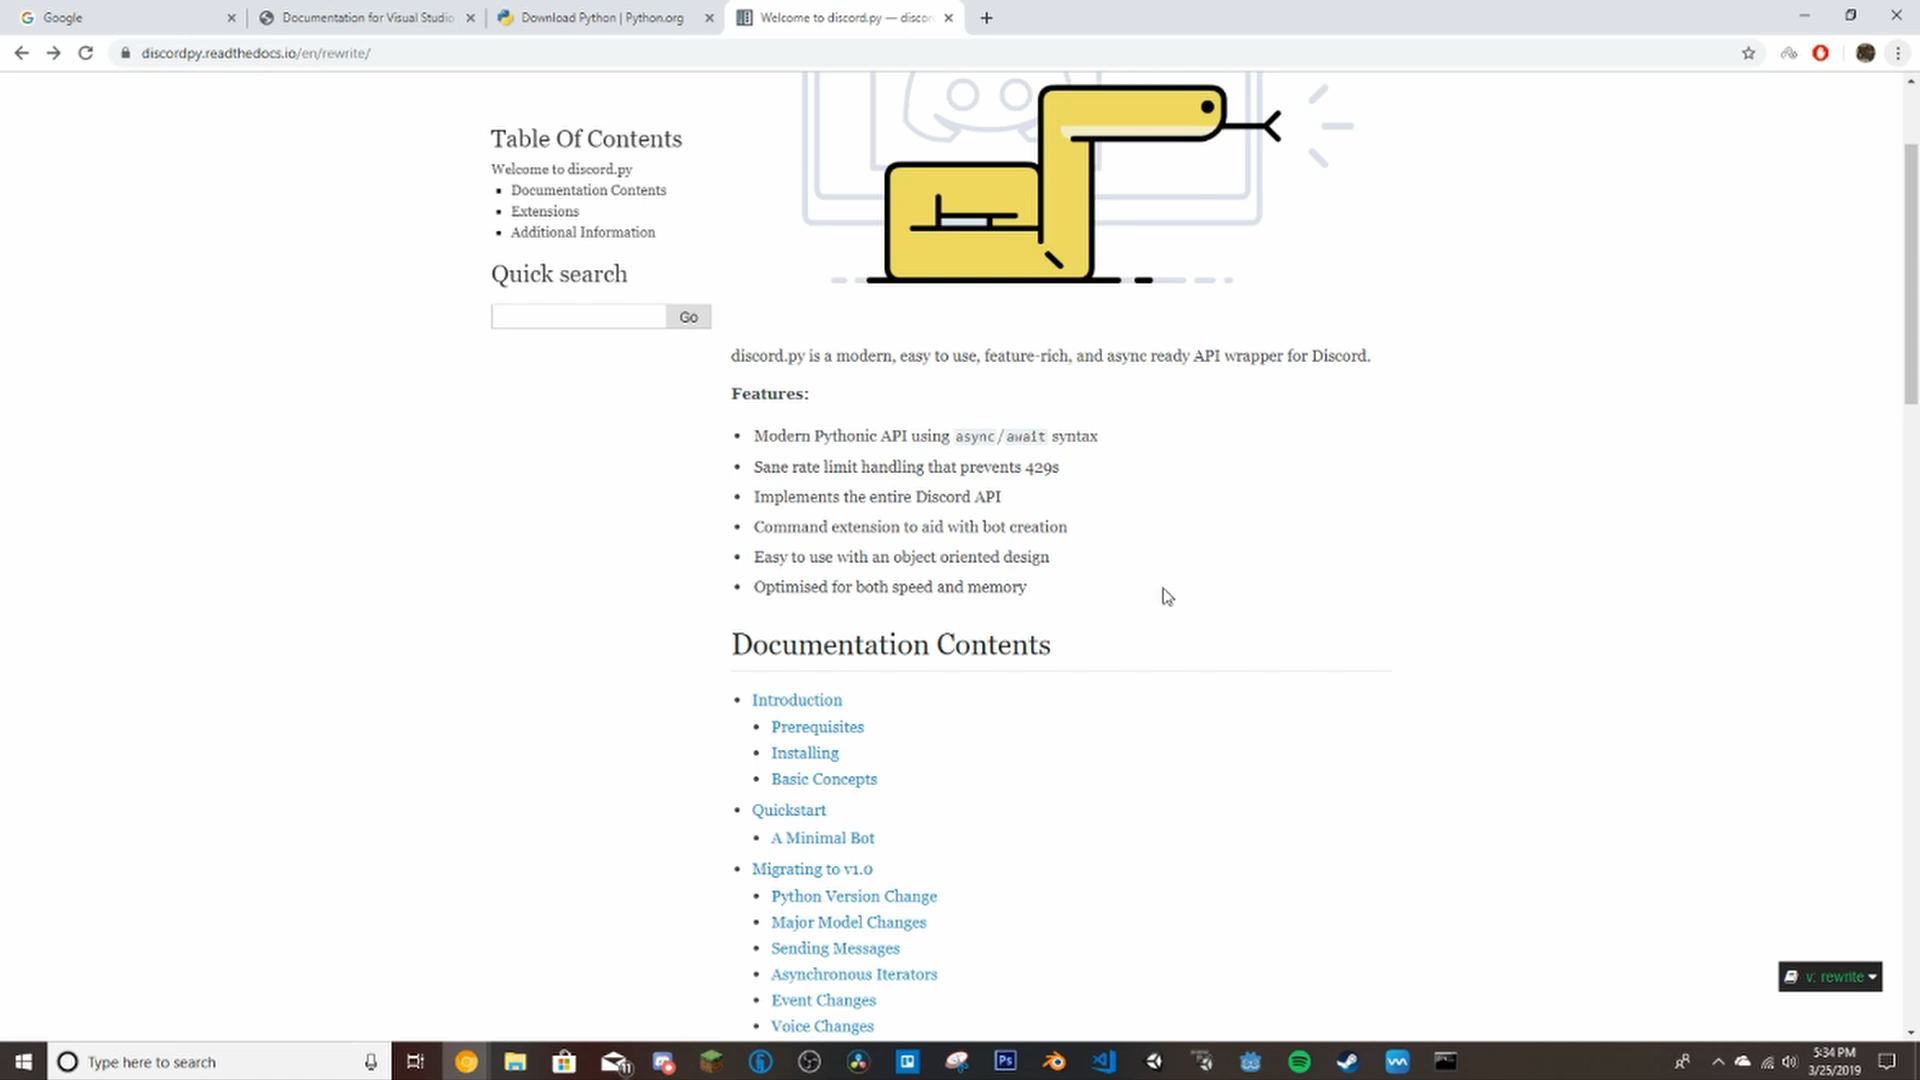 Google
Documentation for Visual Studio
Download Python | Python.org
Welcome to discord.py — discor
discordpy.readthedocs.io/en/rewrite/
Table Of Contents
Welcome to discord.py
Documentation Contents
Extensions
Additional Information
Quick search
Go
discord.py is a modern, easy to use, feature-rich, and async ready API wrapper for Discord.
Features:
Modern Pythonic API using async/await syntax
Sane rate limit handling that prevents 429s
Implements the entire Discord API
Command extension to aid with bot creation
Easy to use with an object oriented design
Optimised for both speed and memory
Documentation Contents
Introduction
Prerequisites
Installing
Basic Concepts
Quickstart
A Minimal Bot
Migrating to v1.0
Python Version Change
Major Model Changes
Sending Messages
Asynchronous Iterators
Event Changes
Voice Changes
v: rewrite
Type here to search
11
Ps
5:34 PM
3/25/2019